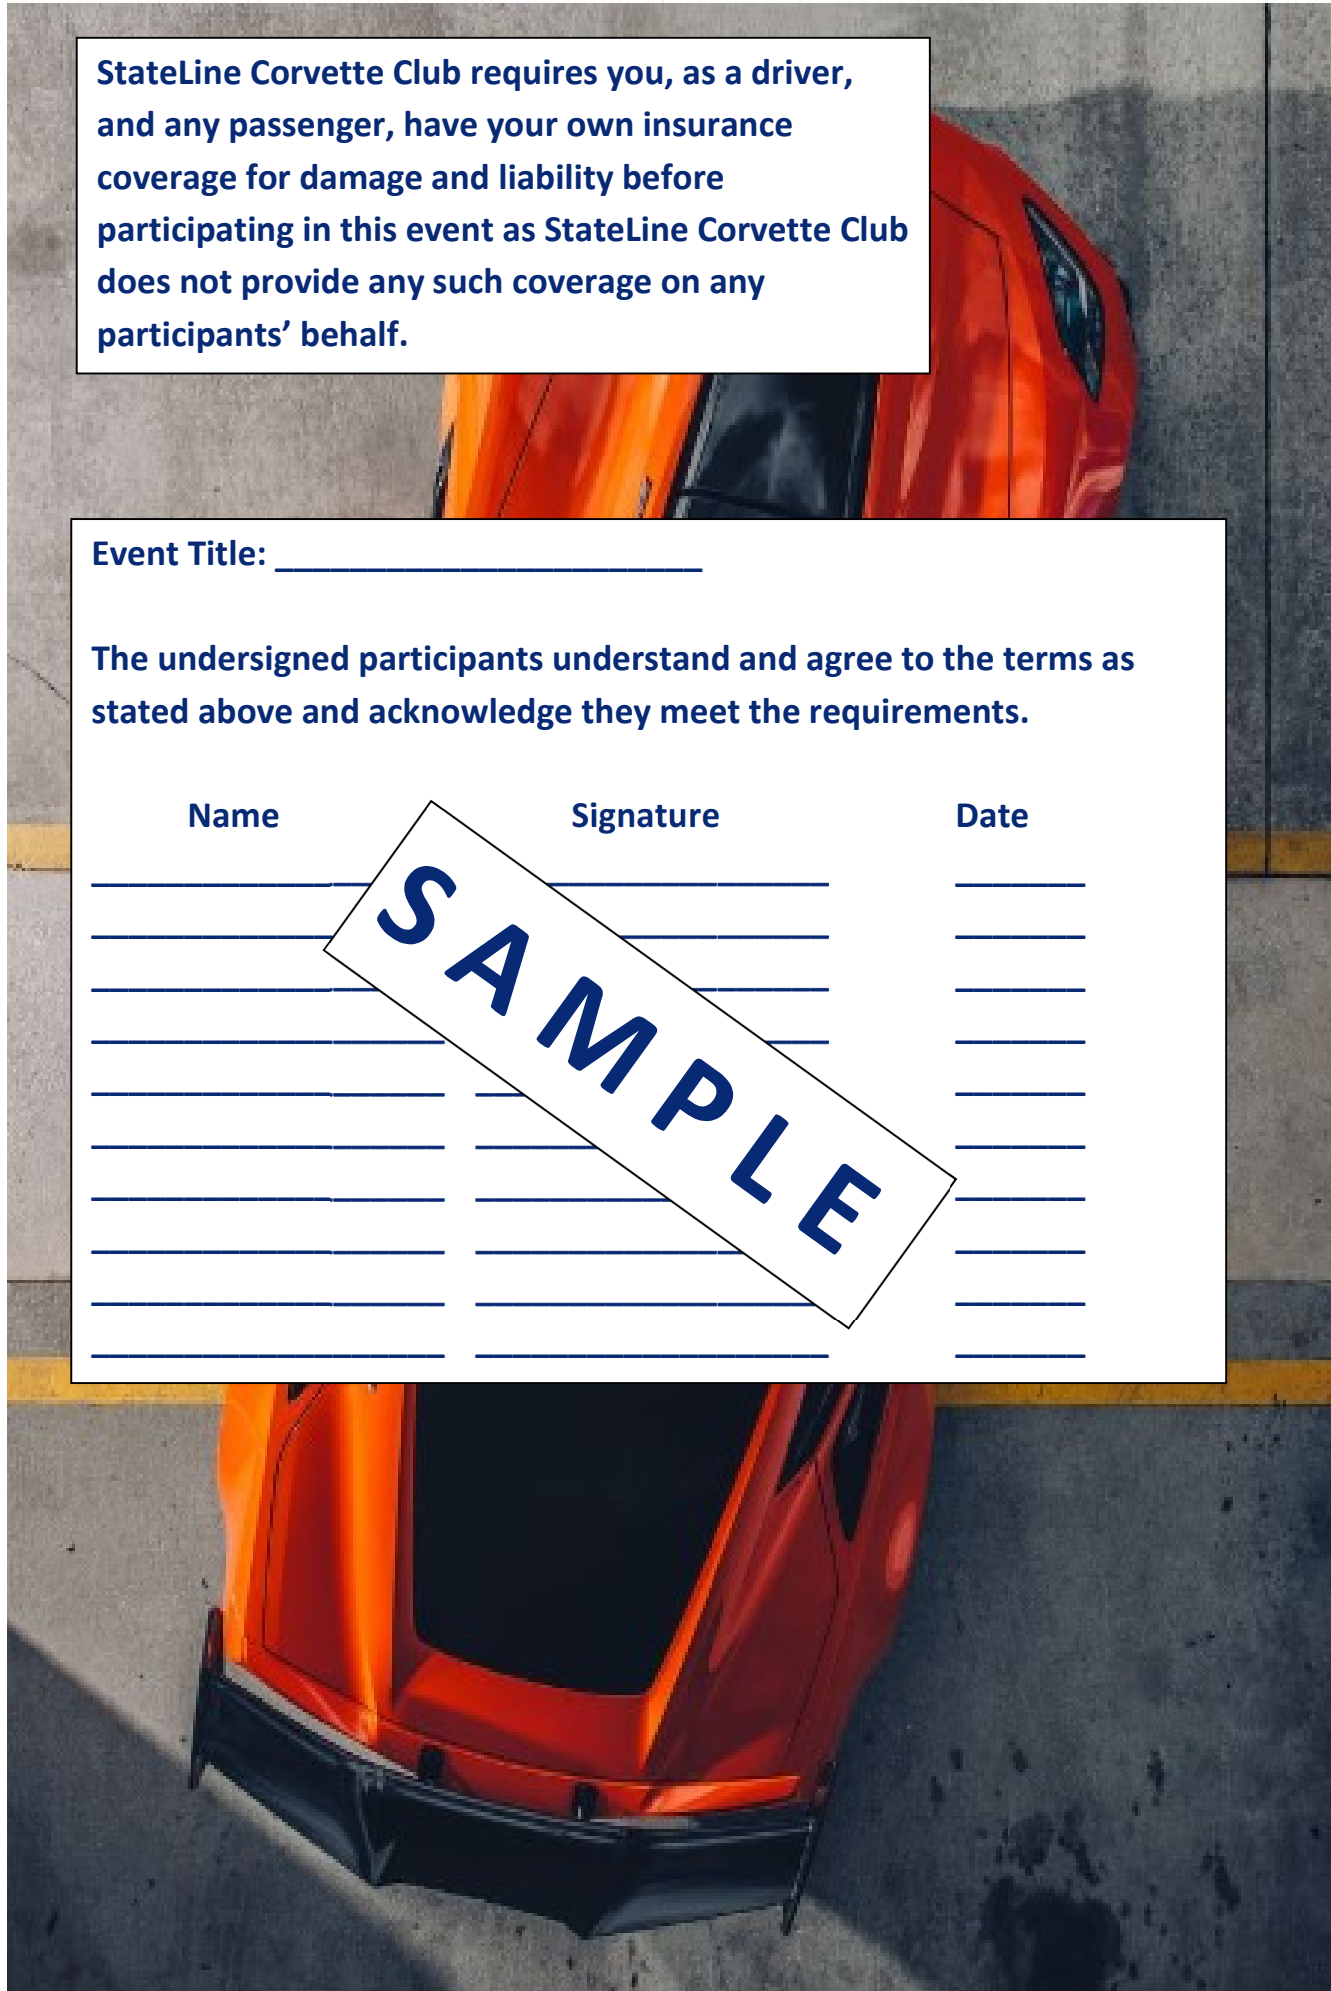 StateLine Corvette Club requires you, as a driver,
and any passenger, have your own insurance
coverage for damage and liability before
participating in this event as StateLine Corvette Club
does not provide any such coverage on any
participants’ behalf.
Event Title: _______________________
The undersigned participants understand and agree to the terms as
stated above and acknowledge they meet the requirements.
Name Signature Date
SAMPLE